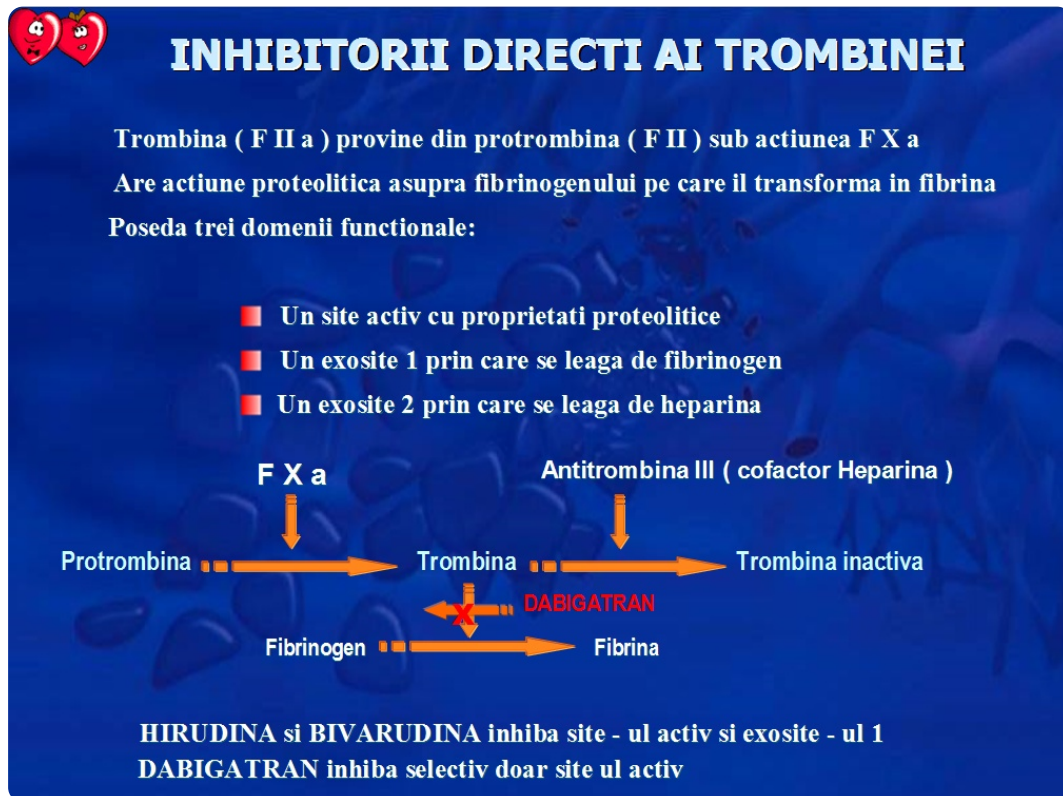 INHIBITORII DIRECTI AI TROMBINEI
Trombina ( F II a ) provine din protrombina ( F II ) sub actiunea F X a
Are actiune proteolitica asupra fibrinogenului pe care il transforma in fibrina
Poseda trei domenii functionale:
Un site activ cu proprietati proteolitice
Un exosite 1 prin care se leaga de fibrinogen
Un exosite 2 prin care se leaga de heparina
F X a
Antitrombina III ( cofactor Heparina )
Protrombina
Trombina
Trombina inactiva
X
DABIGATRAN
Fibrinogen
Fibrina
HIRUDINA si BIVARUDINA inhiba site - ul activ si exosite - ul 1
DABIGATRAN inhiba selectiv doar site ul activ